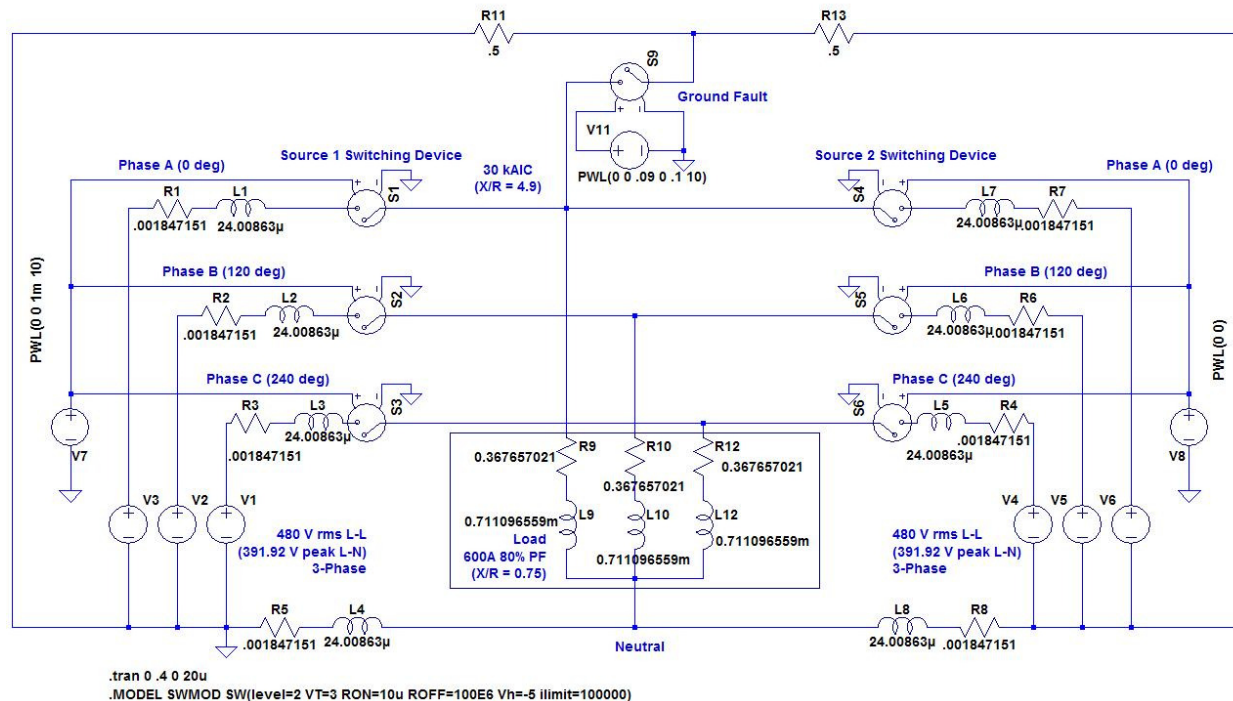 R11
.5
R13
.5
S9
Ground Fault
V11
PWL(0 0 .09 0 .1 10)
Phase A (0 deg)
Source 1 Switching Device
30 kAIC
(X/R = 4.9)
Source 2 Switching Device
Phase A (0 deg)
R1
.001847151
L1
24.00863µ
S1
S4
L7
24.00863µ
R7
.001847151
PWL(0 0 1m 10)
Phase B (120 deg)
R2
.001847151
L2
24.00863µ
S2
S5
Phase B (120 deg)
L6
24.00863µ
R6
.001847151
PWL(0 0)
Phase C (240 deg)
R3
.001847151
L3
24.00863µ
S3
S6
Phase C (240 deg)
L5
24.00863µ
R4
.001847151
V7
V8
R9
0.367657021
R10
0.367657021
R12
0.367657021
V3
V2
V1
480 V rms L-L
(391.92 V peak L-N)
3-Phase
L9
0.711096559m
L10
0.711096559m
L12
0.711096559m
Load
600A 80% PF
(X/R = 0.75)
480 V rms L-L
(391.92 V peak L-N)
3-Phase
V4
V5
V6
R5
.001847151
L4
24.00863µ
Neutral
L8
24.00863µ
R8
.001847151
.tran 0 .4 0 20u
.MODEL SWMOD SW(level=2 VT=3 RON=10u ROFF=100E6 Vh=-5 ilimit=100000)